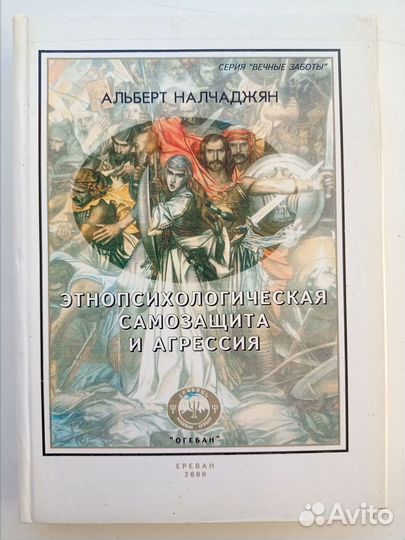 СЕРИЯ "ВЕЧНЫЕ ЗАБОТЫ"
АЛЬБЕРТ НАЛЧАДЖЯН
ЭТНОПСИХОЛОГИЧЕСКАЯ
САМОЗАЩИТА
И АГРЕССИЯ
"ОГЕБАН"
ЕРЕВАН
2000
Avito